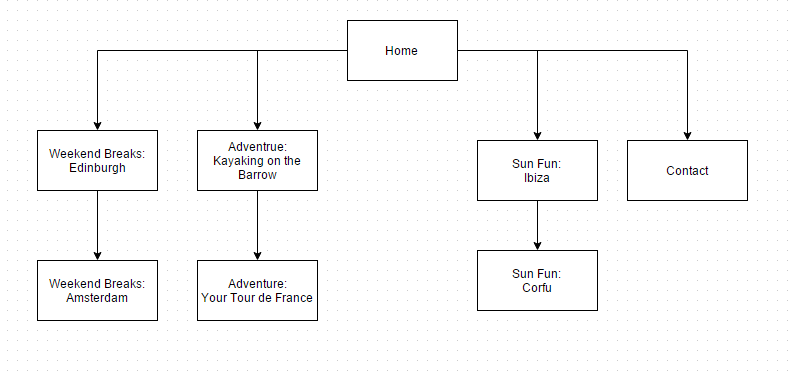 Home
Weekend Breaks:
Edinburgh
Adventrue:
Kayaking on the
Barrow
Sun Fun:
Ibiza
Contact
Weekend Breaks:
Amsterdam
Adventure:
Your Tour de France
Sun Fun:
Corfu